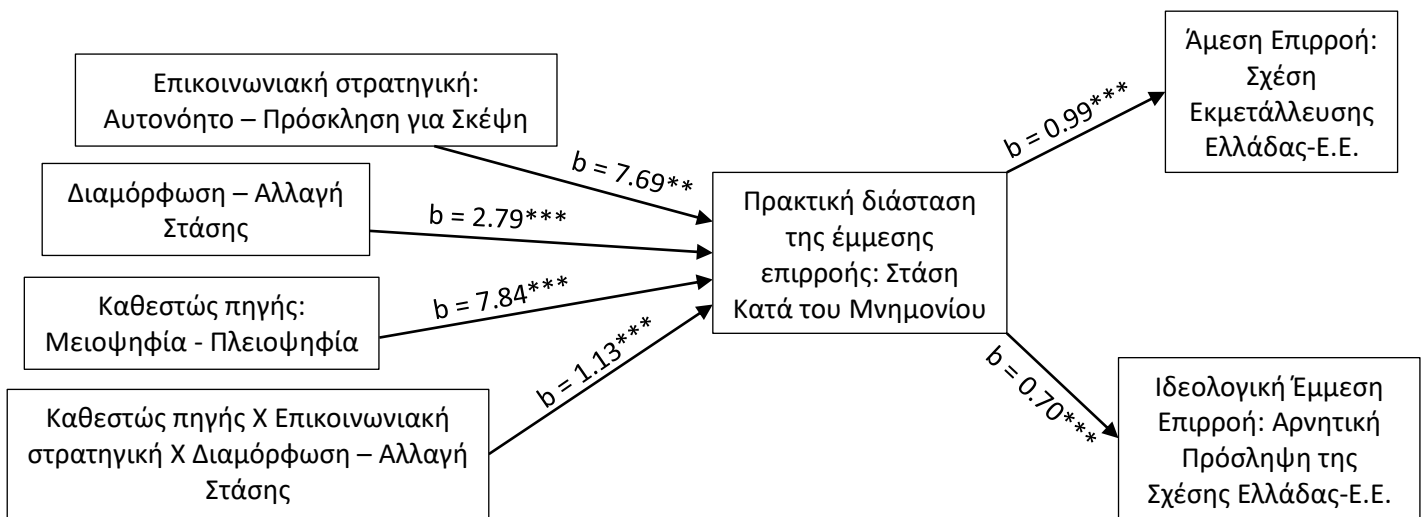 Επικοινωνιακή στρατηγική:
Αυτονόητο – Πρόσκληση για Σκέψη
Διαμόρφωση – Αλλαγή
Στάσης
Καθεστώς πηγής:
Μειοψηφία - Πλειοψηφία
Καθεστώς πηγής Χ Επικοινωνιακή
στρατηγική Χ Διαμόρφωση – Αλλαγή
Στάσης
b = 7.69**
b = 2.79***
b = 7.84***
b = 1.13***
Πρακτική διάσταση
της έμμεσης
επιρροής: Στάση
Κατά του Μνημονίου
b = 0.99***
b = 0.70***
Άμεση Επιρροή:
Σχέση
Εκμετάλλευσης
Ελλάδας-Ε.Ε.
Ιδεολογική Έμμεση
Επιρροή: Αρνητική
Πρόσληψη της
Σχέσης Ελλάδας-Ε.Ε.